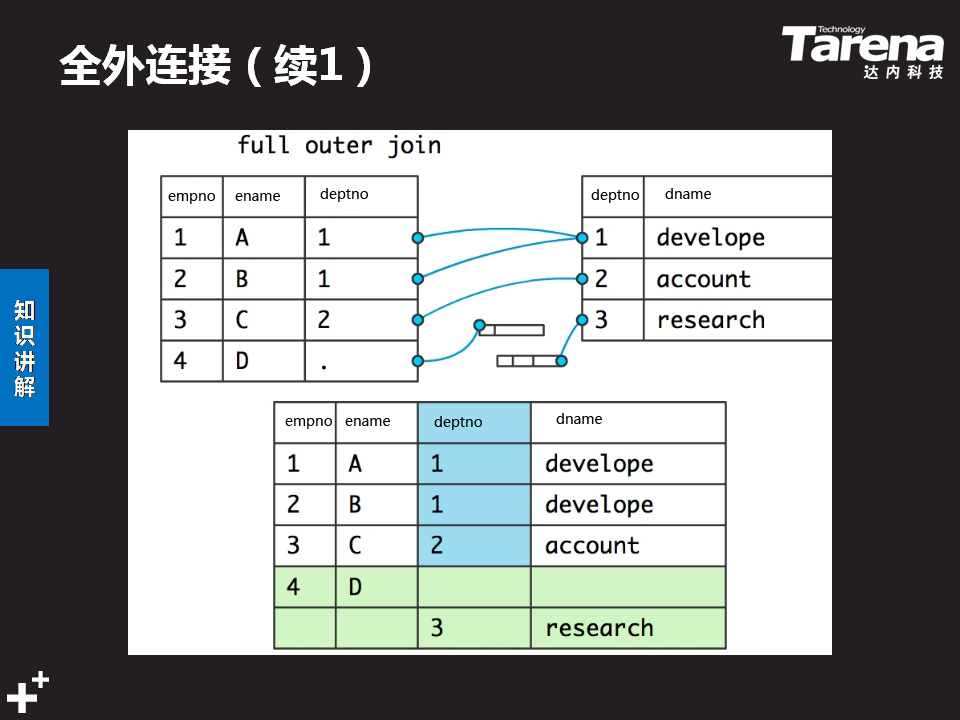 全外连接（续1）
Technology
Tarena
达内科技
知识讲解
full outer join
empno ename deptno
1 A 1
2 B 1
3 C 2
4 D .
deptno dname
1 develope
2 account
3 research
empno ename deptno dname
1 A 1 develope
2 B 1 develope
3 C 2 account
4 D
3 research